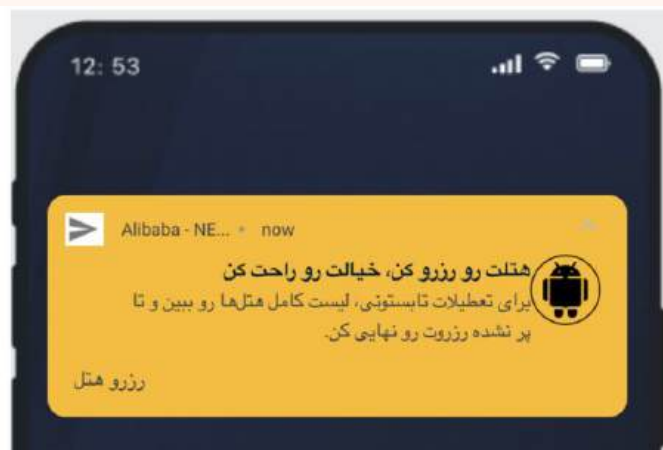 12: 53
Alibaba - NE... • now
هتلت رو رزرو کن، خیالت رو راحت کن
برای تعطیلات تابستونی، لیست کامل هتل‌ها رو ببین و تا
پر نشده رزروت رو نهایی کن.
رزرو هتل